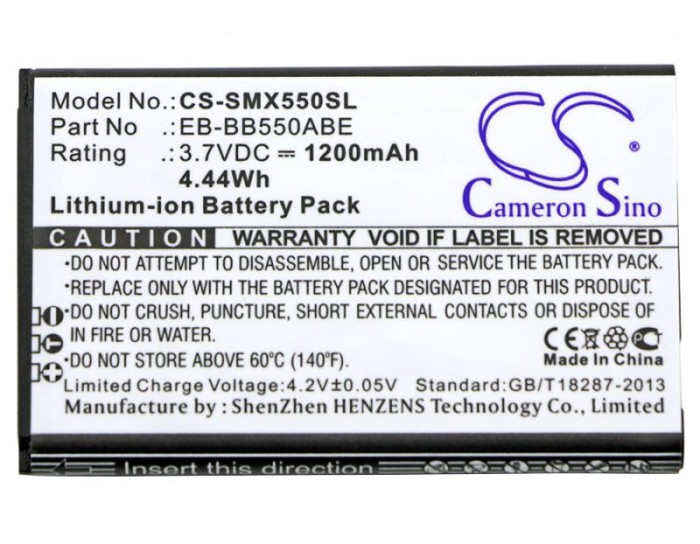 Model No.:CS-SMX550SL
Part No .:EB-BB550ABE
Rating .:3.7VDC ⎓ 1200mAh
4.44Wh
Lithium-ion Battery Pack
CS
®
Cameron Sino
CAUTION WARRANTY VOID IF LABEL IS REMOVED
•DO NOT ATTEMPT TO DISASSEMBLE, OPEN OR SERVICE THE BATTERY PACK.
•REPLACE ONLY WITH THE BATTERY PACK DESIGNATED FOR YOUR DEVICE.
•DO NOT CRUSH, PUNCTURE, SHORT EXTERNAL CONTACTS OR DISPOSE OF
IN FIRE OR WATER.
•DO NOT STORE ABOVE 60°C (140°F).
CE
Made In China
Limited Charge Voltage:4.2V±0.05V Standard:GB/T18287-2013
Manufacture by : ShenZhen HENZENS Technology Co., Limited
Insert this direction